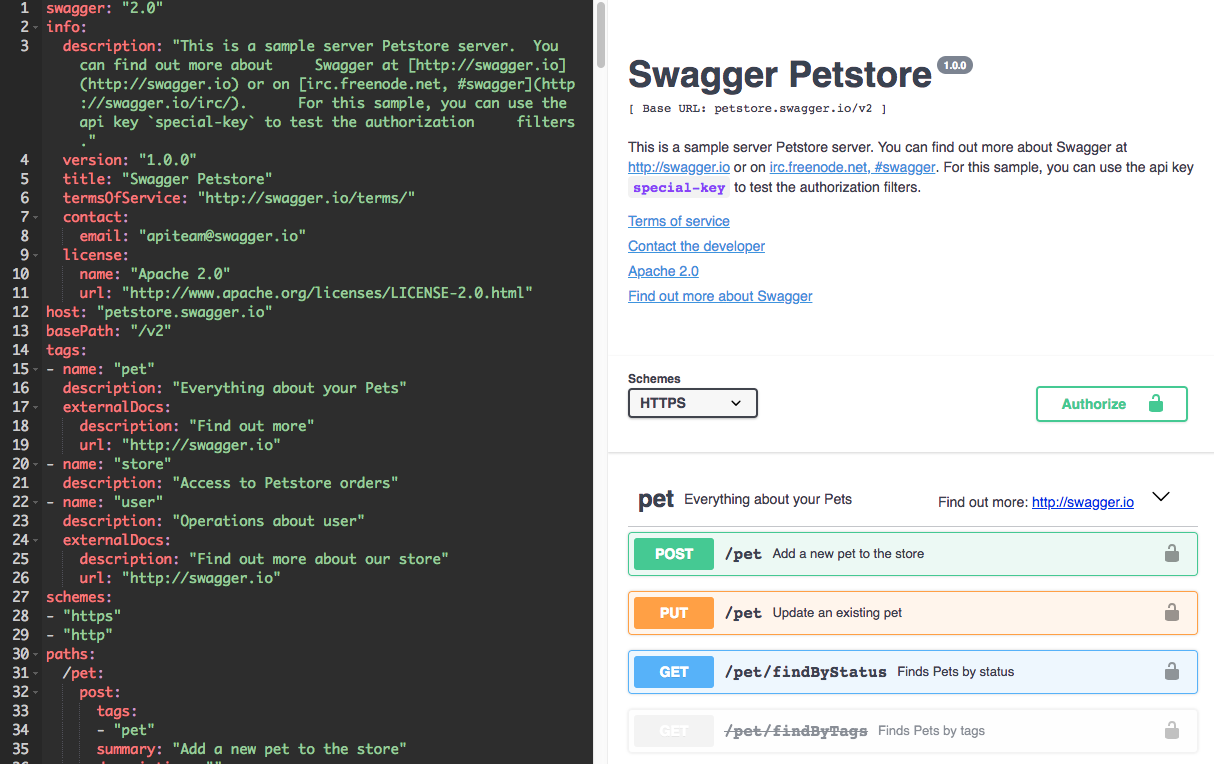 1 swagger: "2.0"
2 info:
3 description: "This is a sample server Petstore server.  You
can find out more about     Swagger at [http://swagger.io]
(http://swagger.io) or on [irc.freenode.net, #swagger](http
://swagger.io/irc/).      For this sample, you can use the
api key `special-key` to test the authorization     filters
."
4 version: "1.0.0"
5 title: "Swagger Petstore"
6 termsOfService: "http://swagger.io/terms/"
7 contact:
8 email: "apiteam@swagger.io"
9 license:
10 name: "Apache 2.0"
11 url: "http://www.apache.org/licenses/LICENSE-2.0.html"
12 host: "petstore.swagger.io"
13 basePath: "/v2"
14 tags:
15 - name: "pet"
16 description: "Everything about your Pets"
17 externalDocs:
18 description: "Find out more"
19 url: "http://swagger.io"
20 - name: "store"
21 description: "Access to Petstore orders"
22 - name: "user"
23 description: "Operations about user"
24 externalDocs:
25 description: "Find out more about our store"
26 url: "http://swagger.io"
27 schemes:
28 - "https"
29 - "http"
30 paths:
31 /pet:
32 post:
33 tags:
34 - "pet"
35 summary: "Add a new pet to the store"
Swagger Petstore 1.0.0
[ Base URL: petstore.swagger.io/v2 ]
This is a sample server Petstore server. You can find out more about Swagger at
http://swagger.io or on irc.freenode.net, #swagger. For this sample, you can use the api key
special-key to test the authorization filters.
Terms of service
Contact the developer
Apache 2.0
Find out more about Swagger
Schemes
HTTPS
Authorize
pet Everything about your Pets Find out more: http://swagger.io
POST /pet Add a new pet to the store
PUT /pet Update an existing pet
GET /pet/findByStatus Finds Pets by status
GET /pet/findByTags Finds Pets by tags